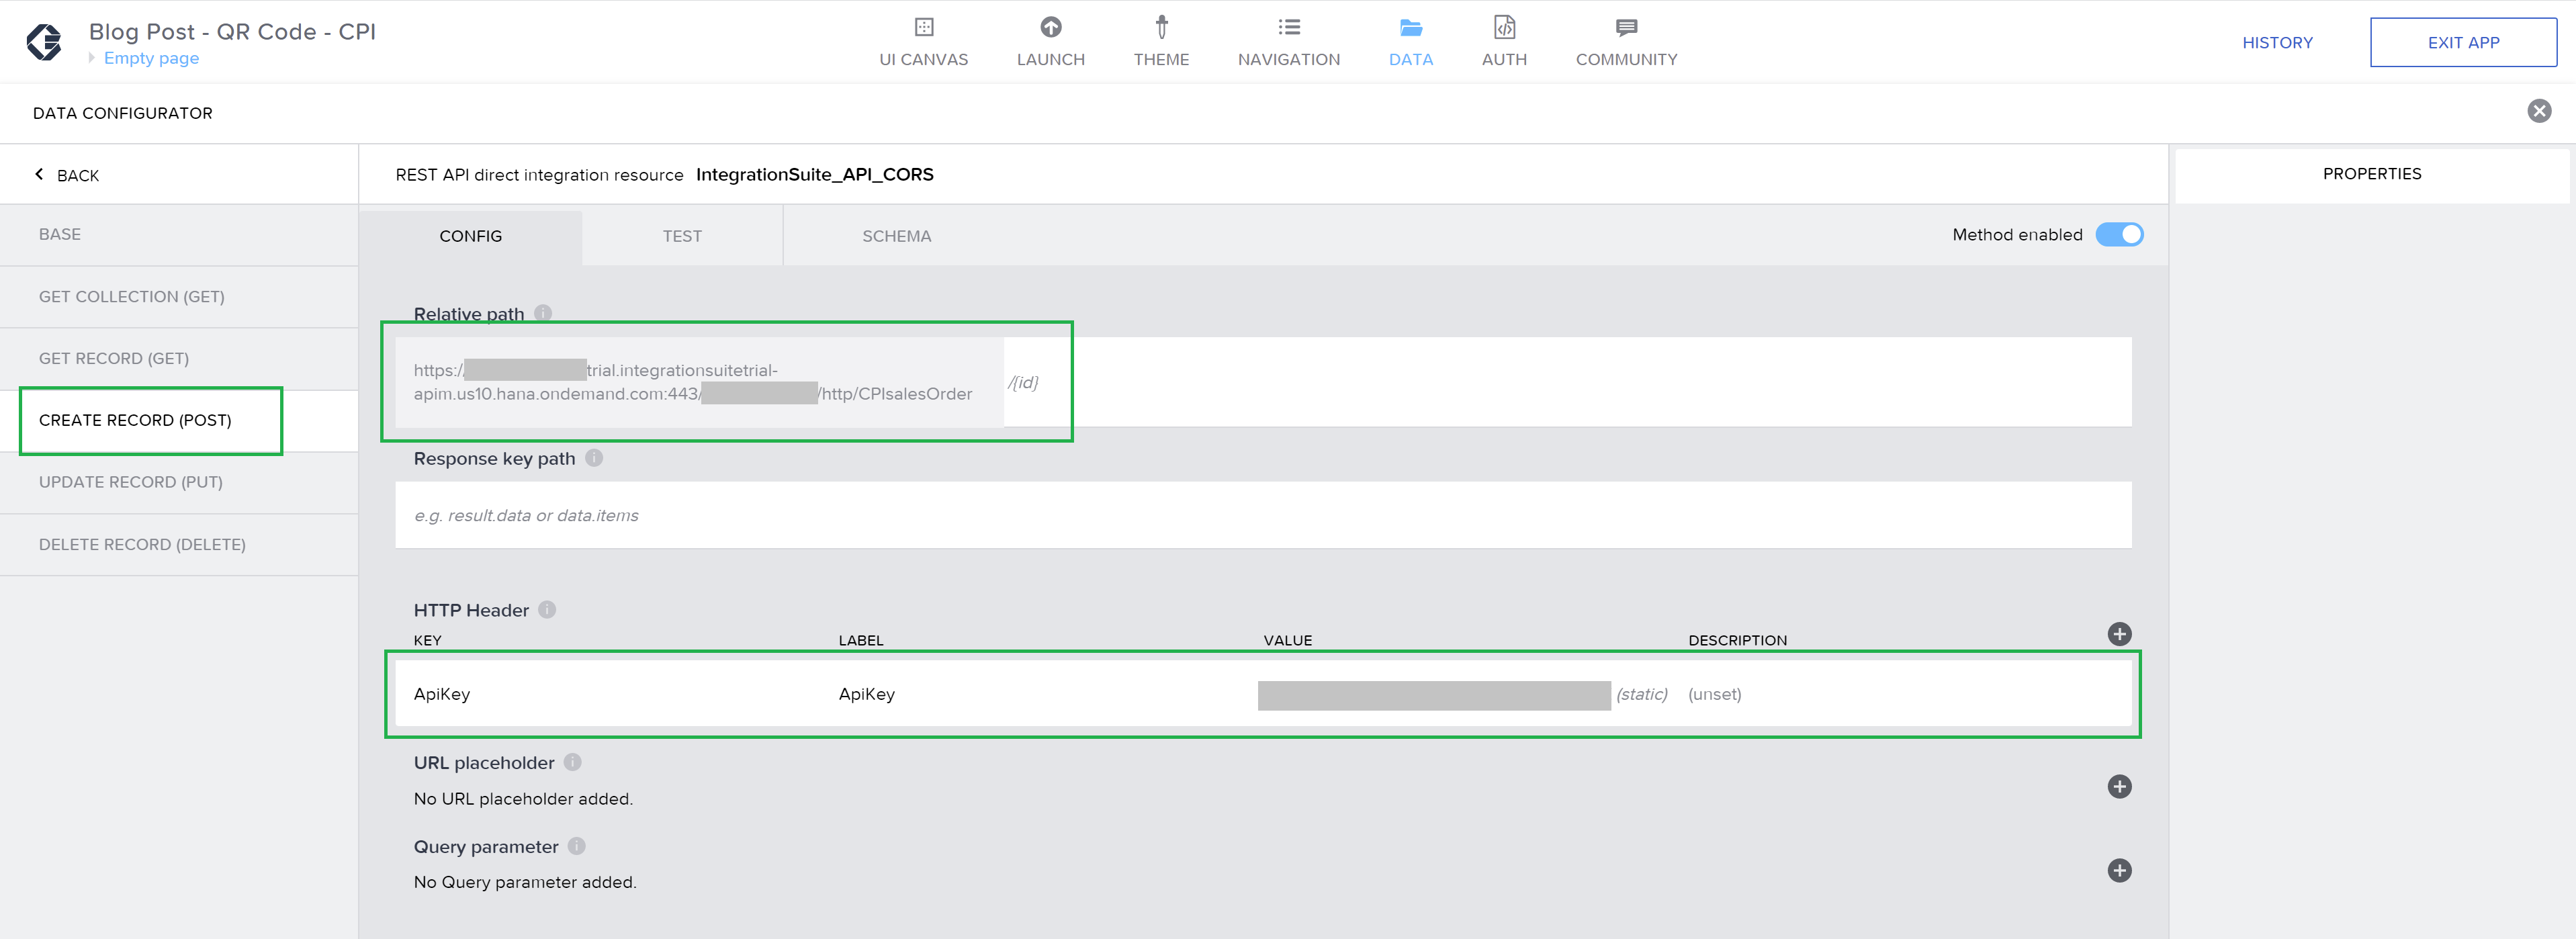 Blog Post - QR Code - CPI
Empty page
UI CANVAS
LAUNCH
THEME
NAVIGATION
DATA
AUTH
COMMUNITY
HISTORY
EXIT APP
DATA CONFIGURATOR
BACK
REST API direct integration resource IntegrationSuite_API_CORS
PROPERTIES
BASE
GET COLLECTION (GET)
GET RECORD (GET)
CREATE RECORD (POST)
UPDATE RECORD (PUT)
DELETE RECORD (DELETE)
CONFIG
TEST
SCHEMA
Method enabled
Relative path
https:/ trial.integrationsuitetrial-
apim.us10.hana.ondemand.com:443/ /http/CPIsalesOrder
/{id}
Response key path
e.g. result.data or data.items
HTTP Header
KEY LABEL VALUE DESCRIPTION
ApiKey ApiKey (static) (unset)
URL placeholder
No URL placeholder added.
Query parameter
No Query parameter added.